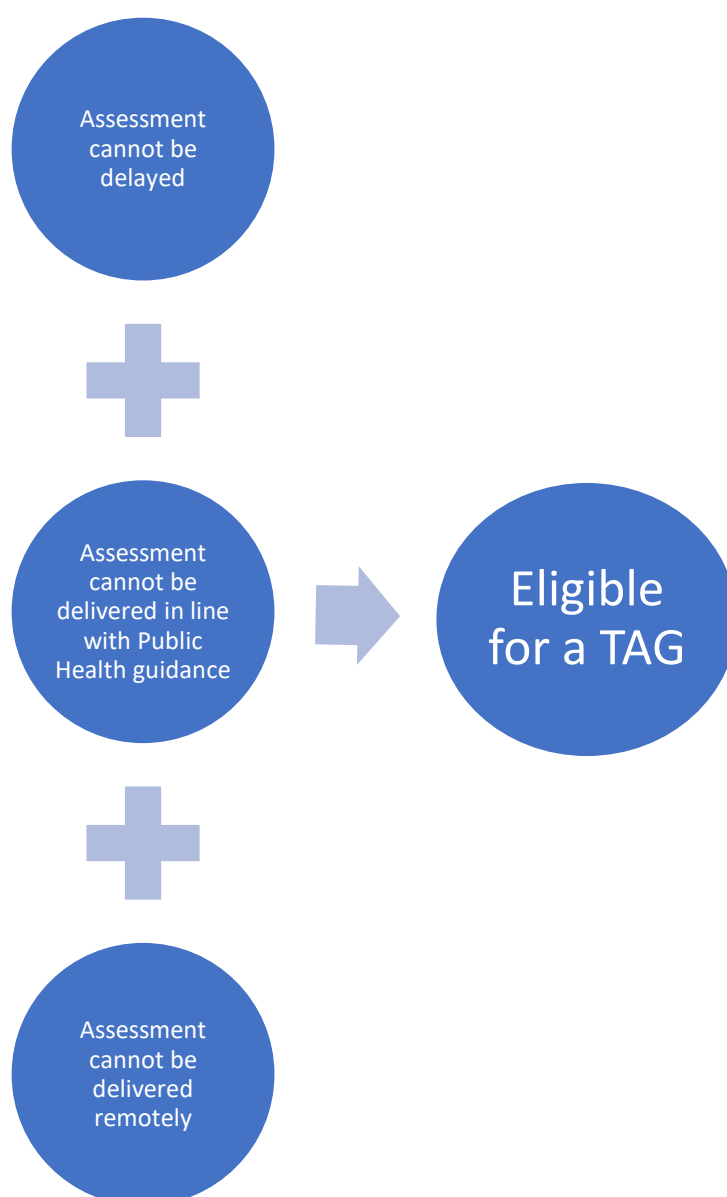 Assessment
cannot be
delayed
Assessment
cannot be
delivered in line
with Public
Health guidance
Eligible
for a TAG
Assessment
cannot be
delivered
remotely